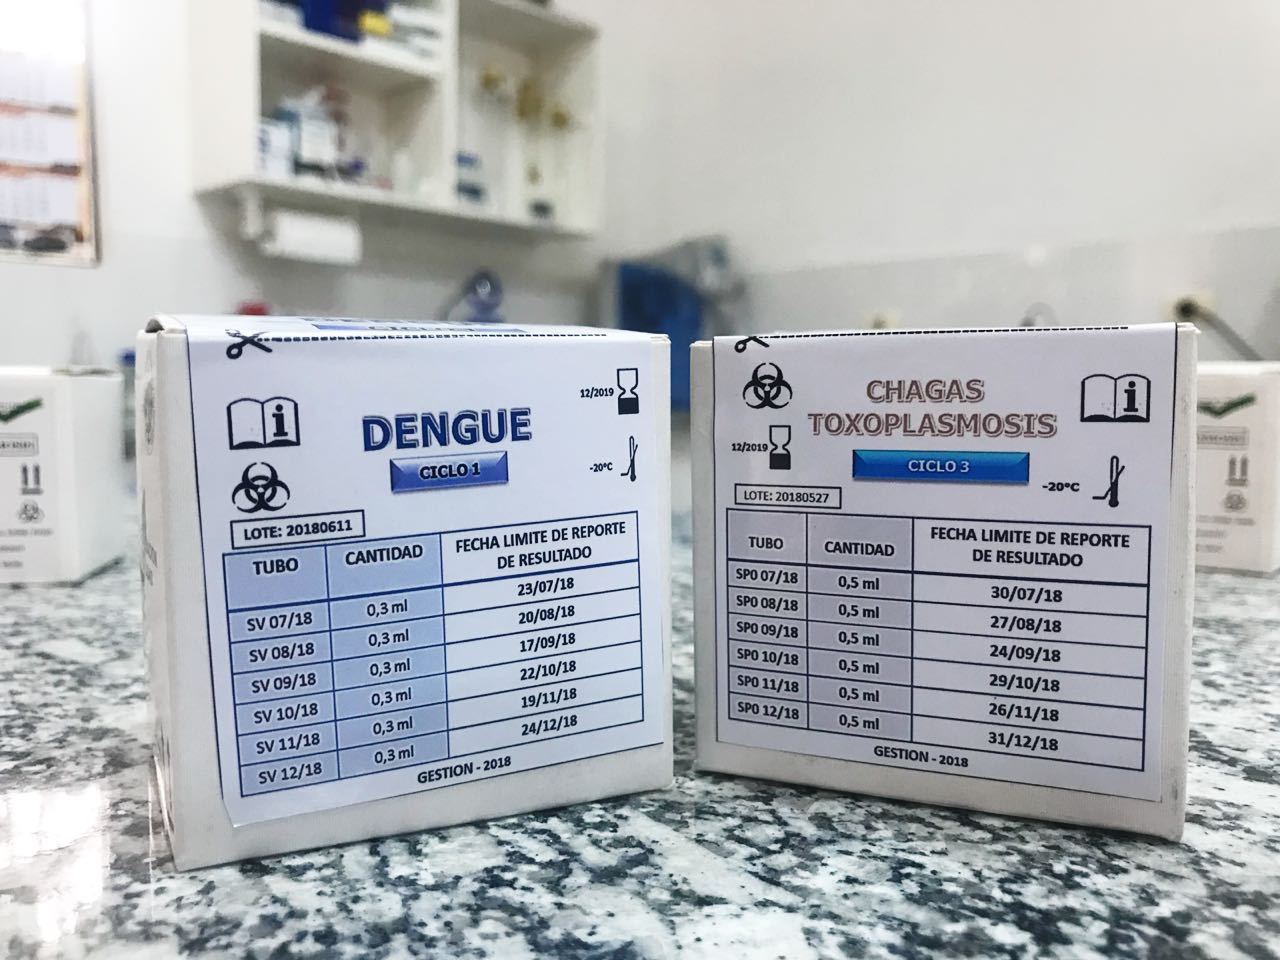 12/2019
DENGUE
CICLO 1
-20°C
LOTE: 20180611
TUBO CANTIDAD FECHA LIMITE DE REPORTE DE RESULTADO
SV 07/18 0,3 ml 23/07/18
SV 08/18 0,3 ml 20/08/18
SV 09/18 0,3 ml 17/09/18
SV 10/18 0,3 ml 22/10/18
SV 11/18 0,3 ml 19/11/18
SV 12/18 0,3 ml 24/12/18
GESTION - 2018
CHAGAS
TOXOPLASMOSIS
12/2019
CICLO 3
-20°C
LOTE: 20180527
TUBO CANTIDAD FECHA LIMITE DE REPORTE DE RESULTADO
SP0 07/18 0,5 ml 30/07/18
SP0 08/18 0,5 ml 27/08/18
SP0 09/18 0,5 ml 24/09/18
SP0 10/18 0,5 ml 29/10/18
SP0 11/18 0,5 ml 26/11/18
SP0 12/18 0,5 ml 31/12/18
GESTION - 2018